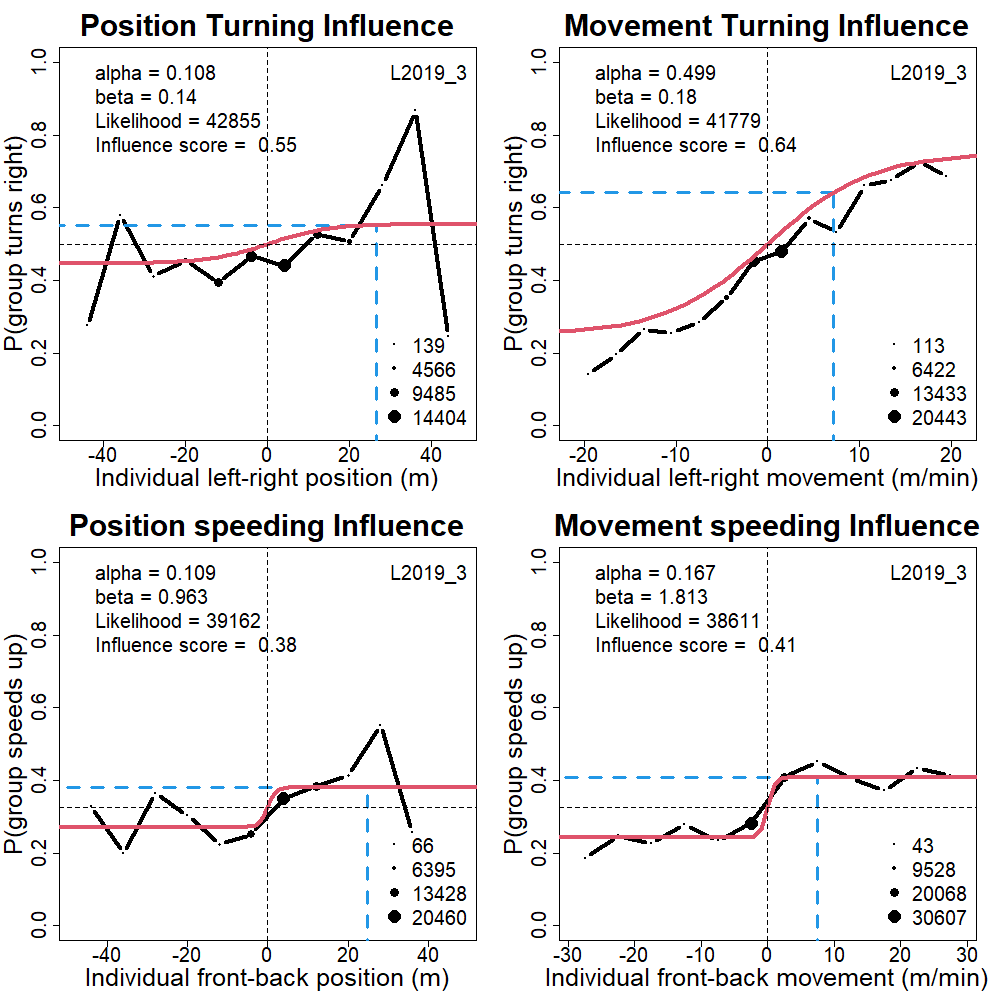 Position Turning Influence
P(group turns right)
1.0
0.8
0.6
0.4
0.2
0.0
alpha = 0.108
beta = 0.14
Likelihood = 42855
Influence score = 0.55
L2019_3
139
4566
9485
14404
-40 -20 0 20 40
Individual left-right position (m)
Movement Turning Influence
P(group turns right)
1.0
0.8
0.6
0.4
0.2
0.0
alpha = 0.499
beta = 0.18
Likelihood = 41779
Influence score = 0.64
L2019_3
113
6422
13433
20443
-20 -10 0 10 20
Individual left-right movement (m/min)
Position speeding Influence
P(group speeds up)
1.0
0.8
0.6
0.4
0.2
0.0
alpha = 0.109
beta = 0.963
Likelihood = 39162
Influence score = 0.38
L2019_3
66
6395
13428
20460
-40 -20 0 20 40
Individual front-back position (m)
Movement speeding Influence
P(group speeds up)
1.0
0.8
0.6
0.4
0.2
0.0
alpha = 0.167
beta = 1.813
Likelihood = 38611
Influence score = 0.41
L2019_3
43
9528
20068
30607
-30 -20 -10 0 10 20 30
Individual front-back movement (m/min)